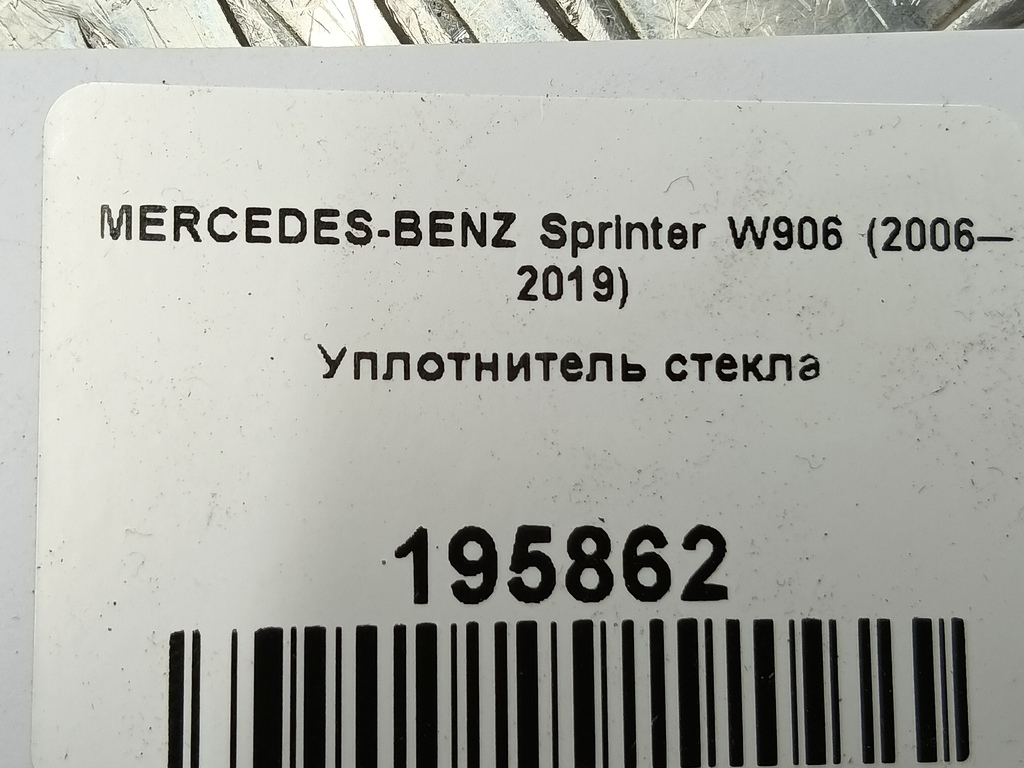 MERCEDES-BENZ Sprinter W906 (2006—
2019)
Уплотнитель стекла
195862